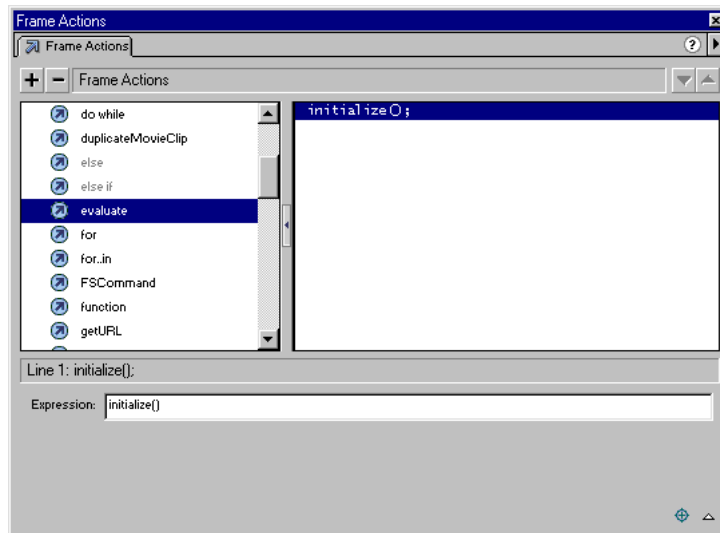 Frame Actions
Frame Actions
?
+ - Frame Actions
do while
duplicateMovieClip
else
else if
evaluate
for
for..in
FSCommand
function
getURL
initialize();
Line 1: initialize();
Expression: initialize()